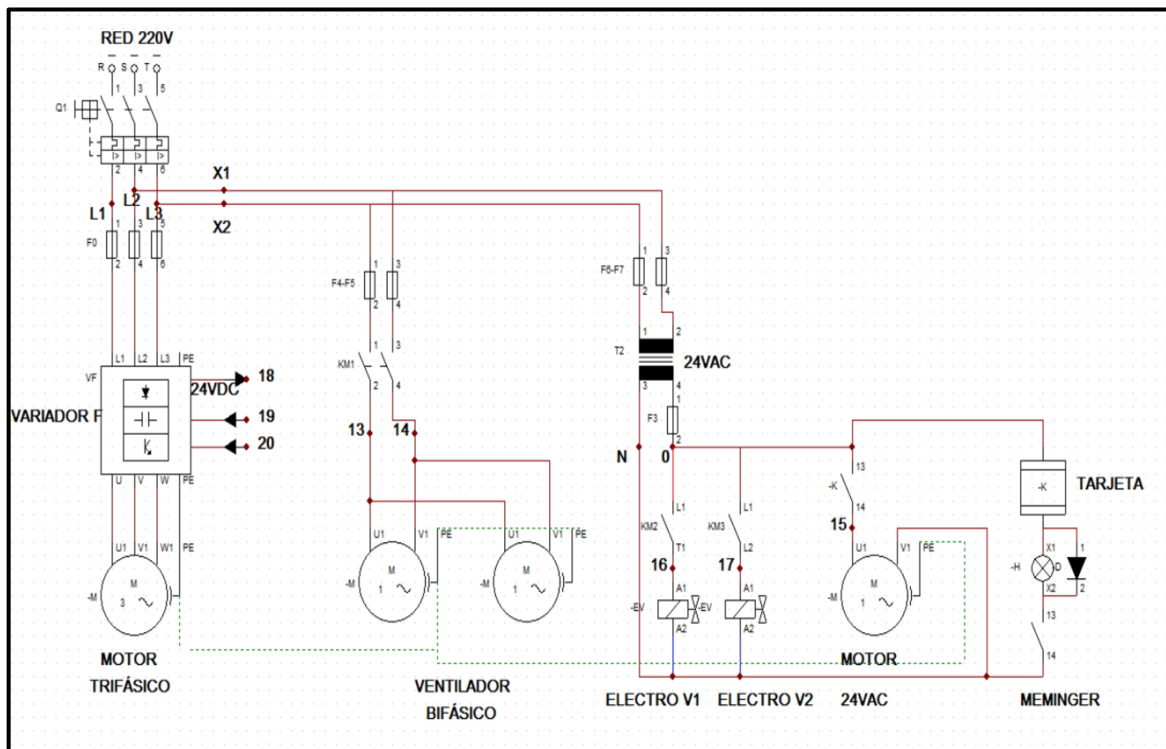 RED 220V
R S T
1 3 5
Q1
I> I> I>
2 4 6
X1
L1 L2 L3
X2
1 3 5
F0
2 4 6
1 3
F4-F5
2 4
1 3
F6-F7
2 4
1 2
T2
24VAC
3 4
1
F3
2
L1 L2 L3 PE
VF
24VDC 18
VARIADOR F
19
20
U V W PE
1 3
KM1
2 4
13 14
N 0
L1 L1
KM2 KM3
T1 L2
16 17
13
-K
14
15
-K
TARJETA
U1 V1 W1 PE
-M
M
3
U1 V1 PE
-M
M
1
U1 V1 PE
M
1
A1 A1
-EV -EV
A2 A2
U1 V1 PE
-M
M
1
X1 1
-H -D
X2 2
13
14
MOTOR
TRIFÁSICO
VENTILADOR
BIFÁSICO
ELECTRO V1 ELECTRO V2
MOTOR
24VAC
MEMINGER